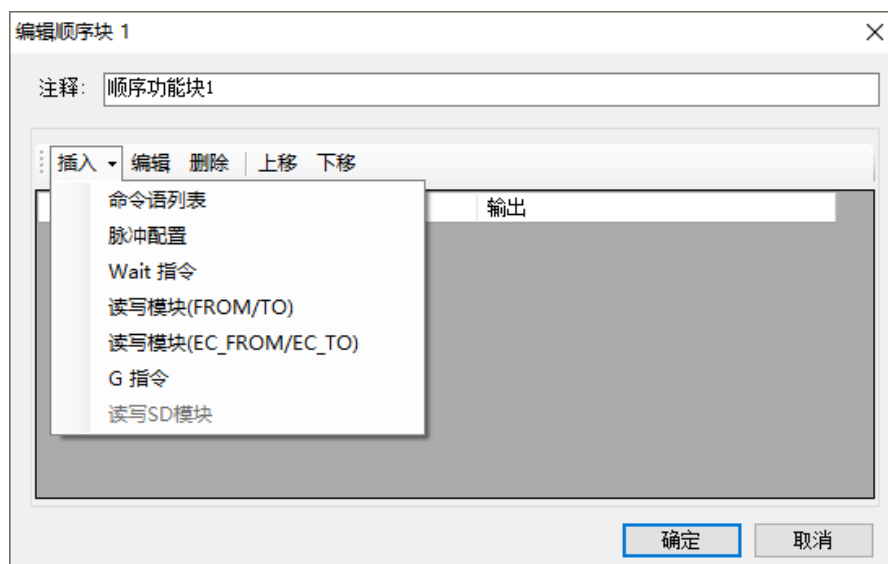 编辑顺序块 1
注释: 顺序功能块1
插入 编辑 删除 上移 下移
输出
命令语列表
脉冲配置
Wait 指令
读写模块(FROM/TO)
读写模块(EC_FROM/EC_TO)
G 指令
读写SD模块
确定 取消